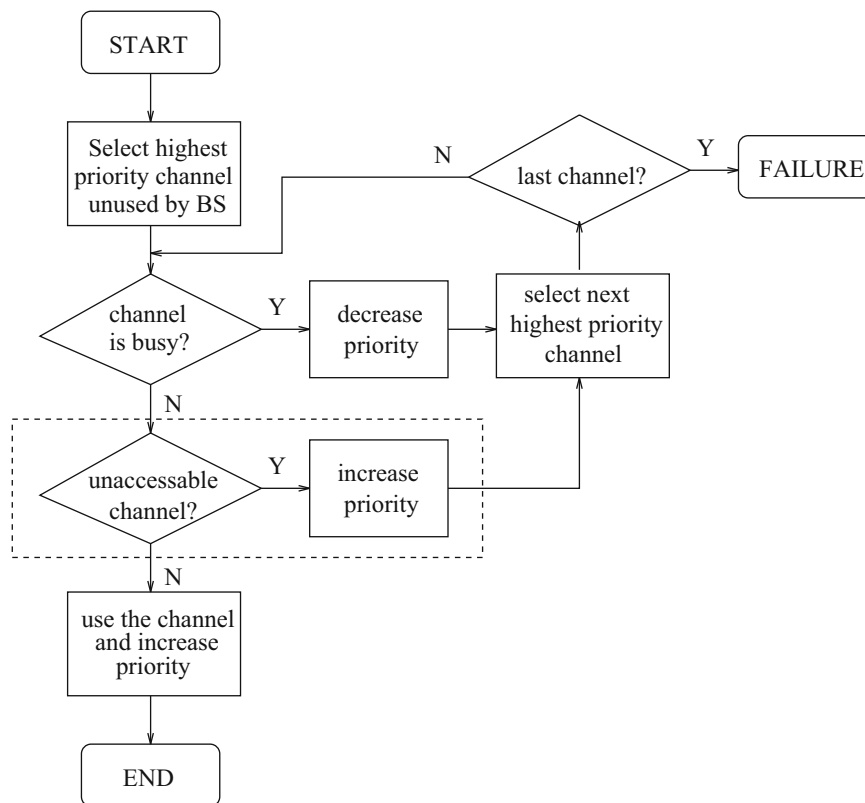 START
Select highest
priority channel
unused by BS
N
last channel?
Y
FAILURE
channel
is busy?
Y
decrease
priority
select next
highest priority
channel
N
unaccessable
channel?
Y
increase
priority
N
use the channel
and increase
priority
END